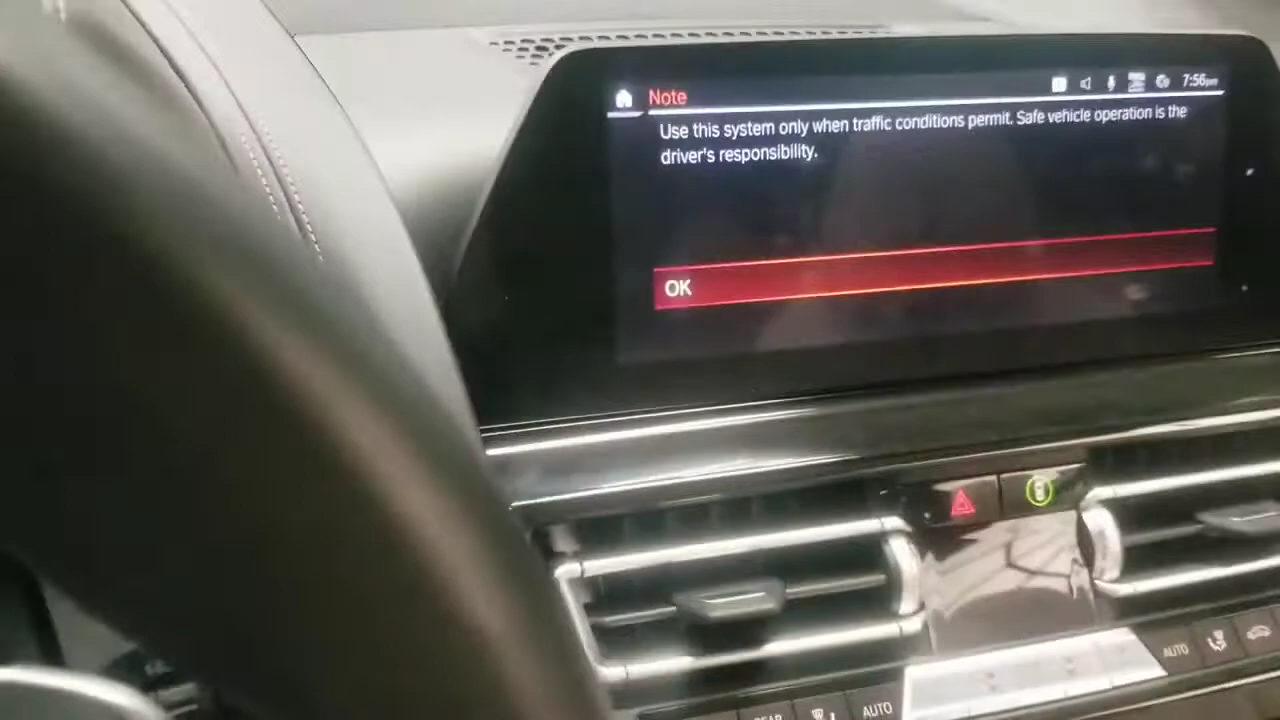 Note
7:56pm
Use this system only when traffic conditions permit. Safe vehicle operation is the
driver's responsibility.
OK
AUTO
REAR
AUTO